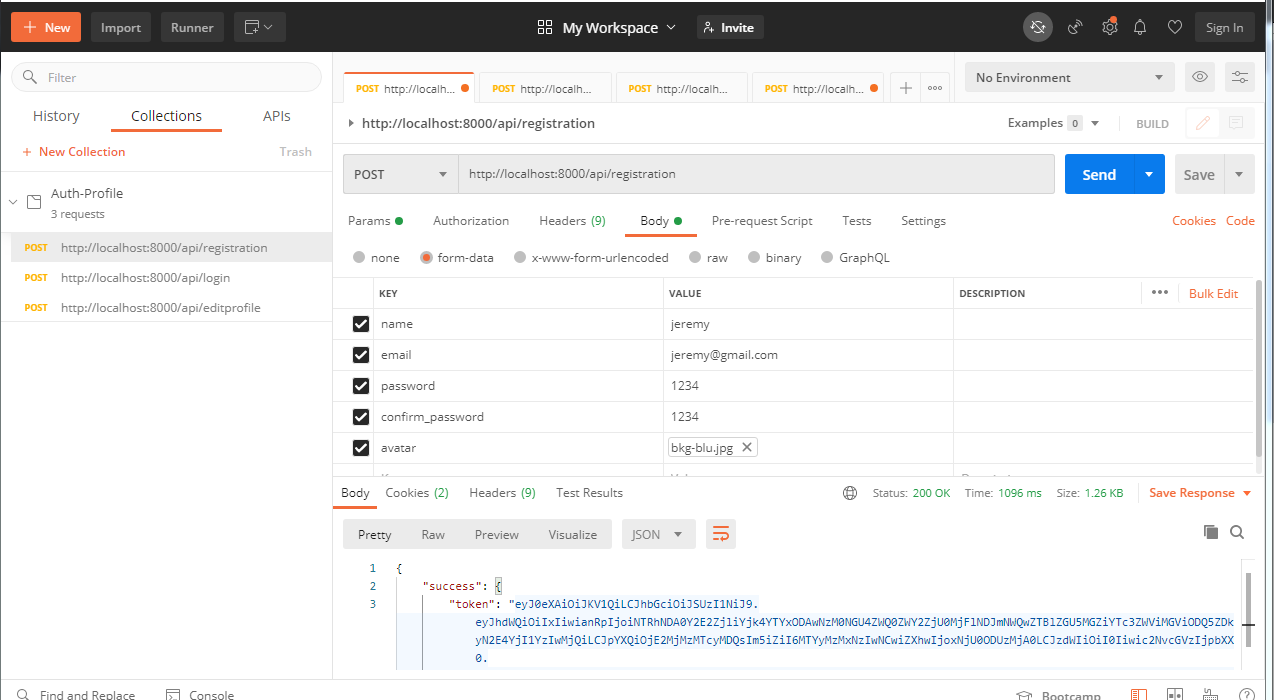 New Import Runner My Workspace Invite Sign In
Filter
History Collections APIs
+ New Collection Trash
Auth-Profile
3 requests
POST http://localhost:8000/api/registration
POST http://localhost:8000/api/login
POST http://localhost:8000/api/editprofile
POST http://localh... POST http://localh... POST http://localh... POST http://localh... No Environment
http://localhost:8000/api/registration Examples 0 BUILD
POST http://localhost:8000/api/registration Send Save
Params Authorization Headers (9) Body Pre-request Script Tests Settings Cookies Code
none form-data x-www-form-urlencoded raw binary GraphQL
KEY VALUE DESCRIPTION ••• Bulk Edit
name jeremy
email jeremy@gmail.com
password 1234
confirm_password 1234
avatar bkg-blu.jpg
Body Cookies (2) Headers (9) Test Results Status: 200 OK Time: 1096 ms Size: 1.26 KB Save Response
Pretty Raw Preview Visualize JSON
1 {
2 "success": {
3 "token": "eyJ0eXAiOiJKV1QiLCJhbGciOiJSUzI1NiJ9.
Find and Replace Console Bootcamp